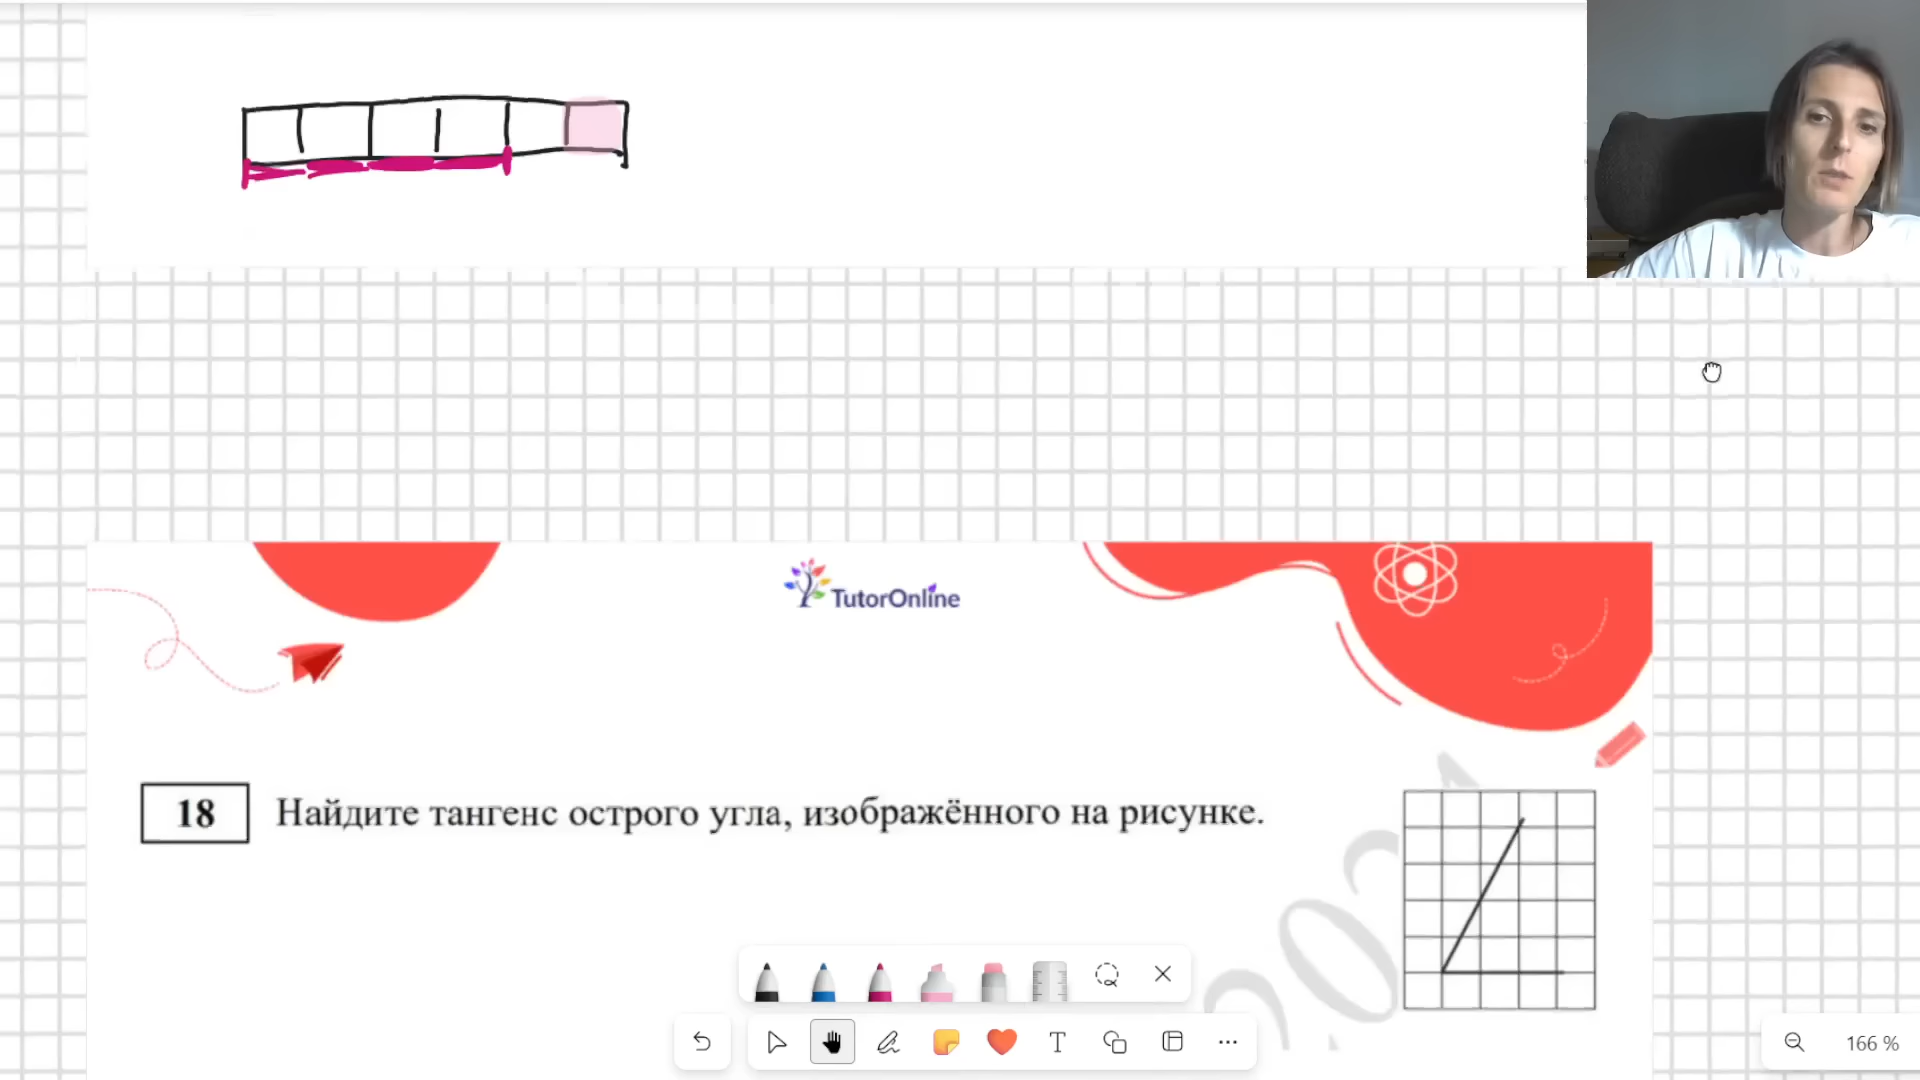 TutorOnline
18 Найдите тангенс острого угла, изображённого на рисунке.
166 %